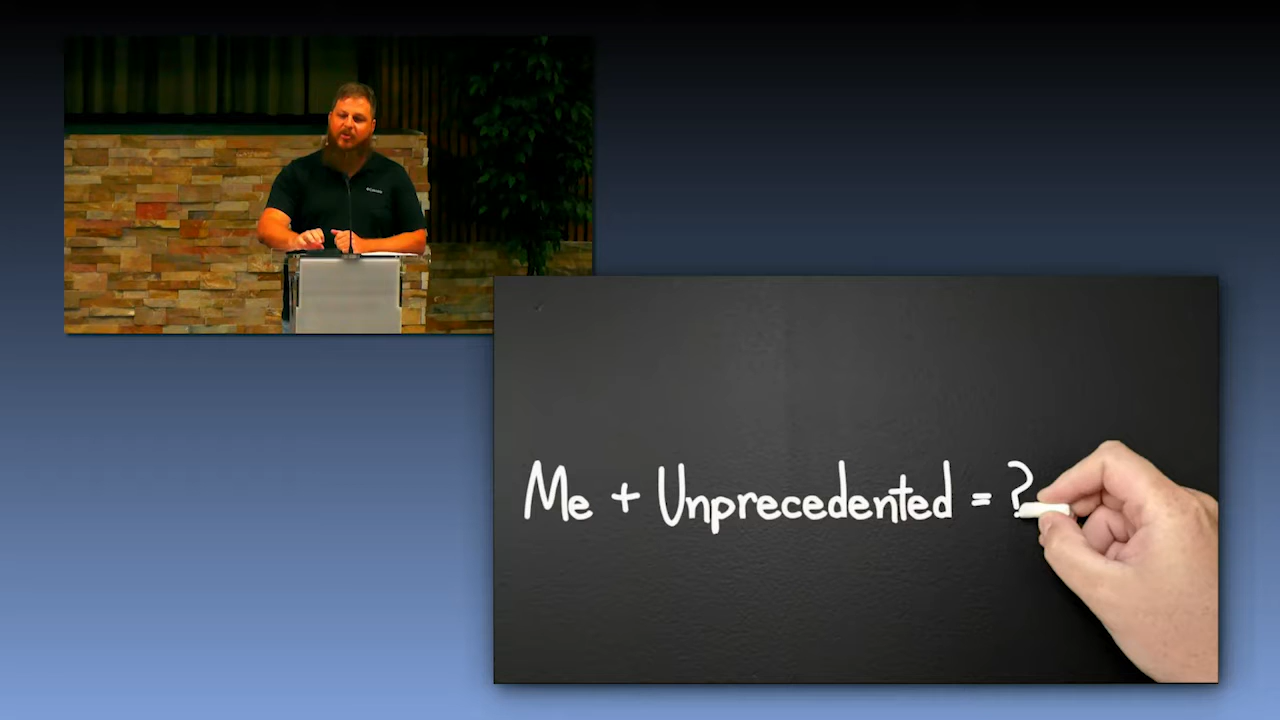 Me + Unprecedented = ?